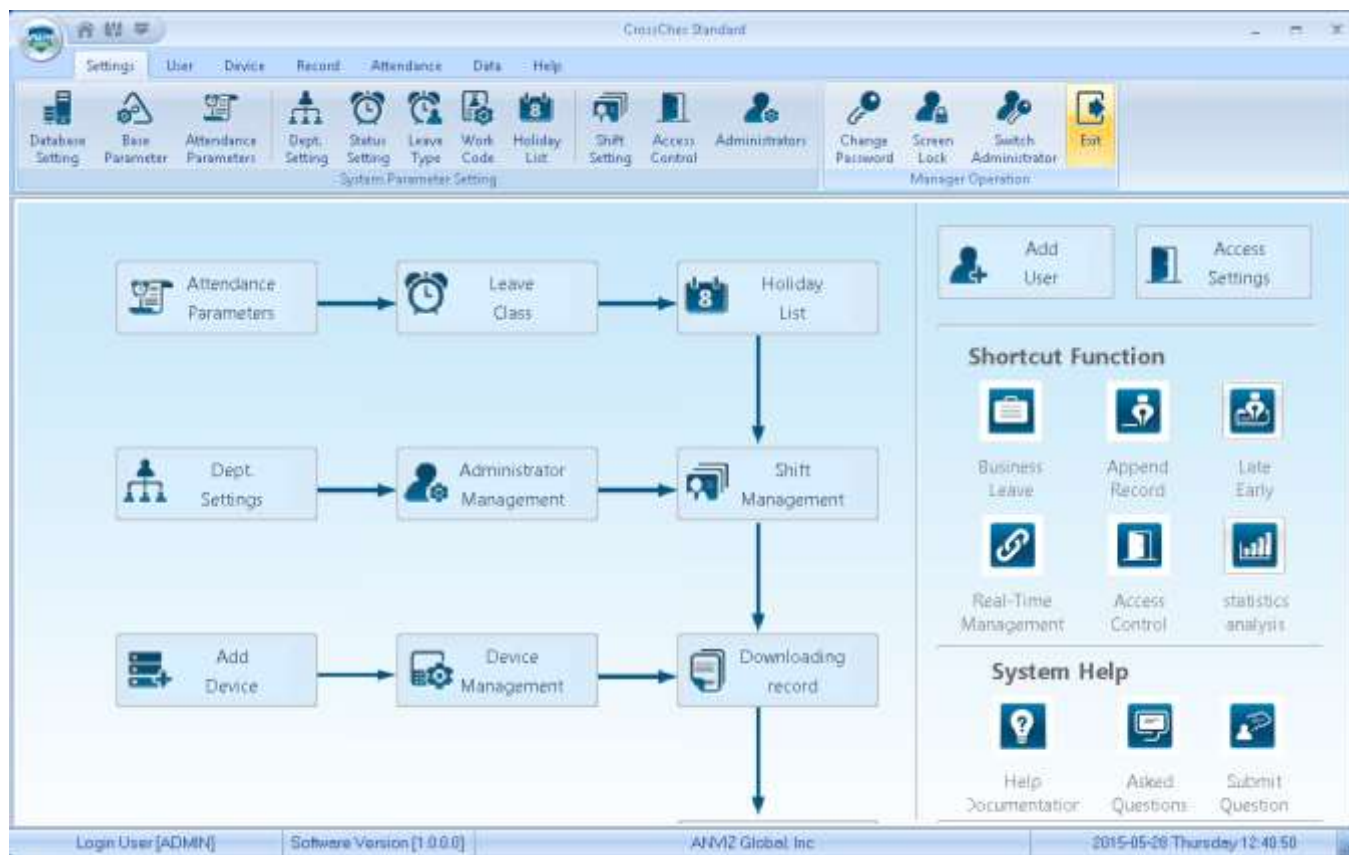 CrossChex Standard
Settings User Device Record Attendance Data Help
Database Setting
Base Parameter
Attendance Parameters
Dept. Setting
Status Setting
Leave Type
Work Code
Holiday List
Shift Setting
Access Control
Administrators
Change Password
Screen Lock
Switch Administrator
Exit
System Parameter Setting
Manager Operation
Attendance
Parameters
Leave
Class
Holiday
List
Dept.
Settings
Administrator
Management
Shift
Management
Add
Device
Device
Management
Downloading
record
Add
User
Access
Settings
Shortcut Function
Business
Leave
Append
Record
Late
Early
Real-Time
Management
Access
Control
statistics
analysis
System Help
Help
Documentation
Asked
Questions
Submit
Question
Login User [ADMIN]
Software Version [1.0.0.0]
ANVIZ Global. Inc
2015-05-28 Thursday 12:40:50